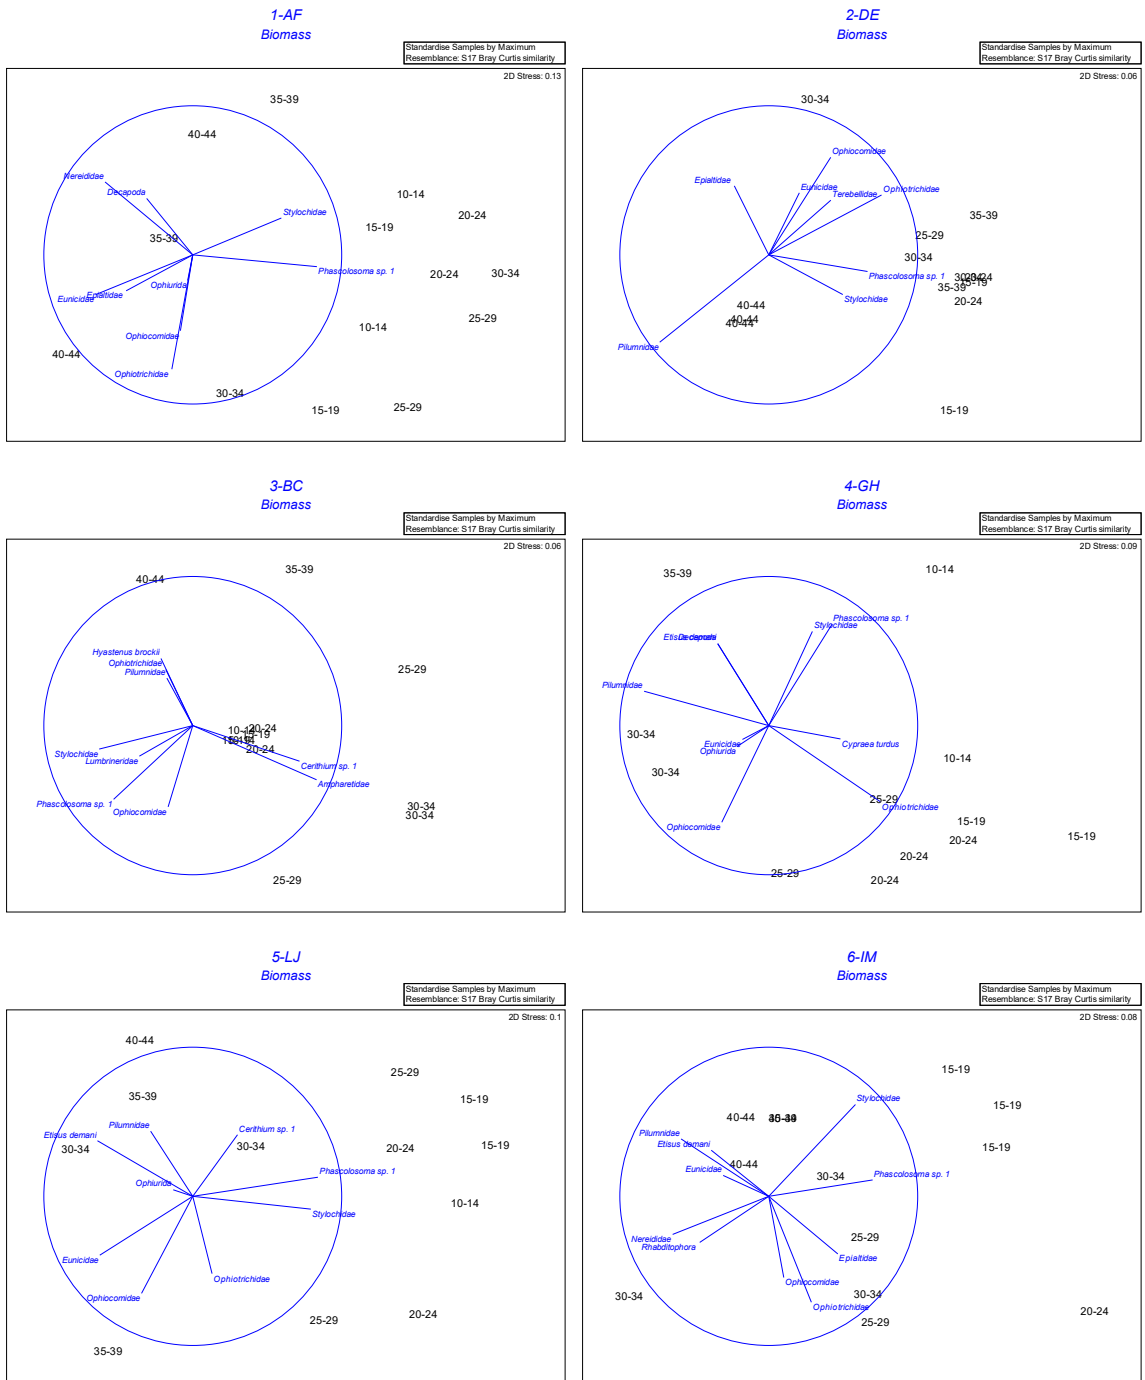 1-AF
Biomass
Standardise Samples by Maximum
Resemblance: S17 Bray Curtis similarity
2D Stress: 0.13
35-39
40-44
Nereididae
Decapoda
10-14
Stylochidae
20-24
15-19
35-39
Phascolosoma sp. 1
20-24
30-34
Ophiurida
Eunicidae
Epialtidae
25-29
10-14
Ophiocomidae
40-44
Ophiotrichidae
30-34
15-19
25-29
2-DE
Biomass
Standardise Samples by Maximum
Resemblance: S17 Bray Curtis similarity
2D Stress: 0.06
30-34
Ophiocomidae
Epialtidae
Eunicidae
Terebellidae
Ophiotrichidae
35-39
25-29
30-34
Phascolosoma sp. 1
30-34
20-24
15-19
35-39
Stylochidae
20-24
40-44
40-44
40-44
Pilumnidae
15-19
3-BC
Biomass
Standardise Samples by Maximum
Resemblance: S17 Bray Curtis similarity
2D Stress: 0.06
35-39
40-44
Hyastenus brockii
Ophiotrichidae
Pilumnidae
25-29
10-14
20-24
15-19
20-24
Stylochidae
Lumbrineridae
Cerithium sp. 1
Ampharetidae
Phascolosoma sp. 1
Ophiocomidae
30-34
30-34
25-29
4-GH
Biomass
Standardise Samples by Maximum
Resemblance: S17 Bray Curtis similarity
2D Stress: 0.09
35-39
10-14
Phascolosoma sp. 1
Stylochidae
Etisus demani
Decapoda
Pilumnidae
30-34
Eunicidae
Ophiurida
Cypraea turdus
10-14
30-34
25-29
Ophiotrichidae
Ophiocomidae
15-19
15-19
20-24
20-24
25-29
20-24
5-LJ
Biomass
Standardise Samples by Maximum
Resemblance: S17 Bray Curtis similarity
2D Stress: 0.1
40-44
25-29
35-39
15-19
Pilumnidae
Cerithium sp. 1
Etisus demani
30-34
30-34
20-24
15-19
Phascolosoma sp. 1
Ophiurida
10-14
Stylochidae
Eunicidae
Ophiotrichidae
Ophiocomidae
25-29
20-24
35-39
6-IM
Biomass
Standardise Samples by Maximum
Resemblance: S17 Bray Curtis similarity
2D Stress: 0.08
15-19
Stylochidae
15-19
40-44
Pilumnidae
Etisus demani
15-19
40-44
Eunicidae
30-34
Phascolosoma sp. 1
Nereididae
Rhabditophora
25-29
Epialtidae
Ophiocomidae
30-34
30-34
Ophiotrichidae
20-24
25-29